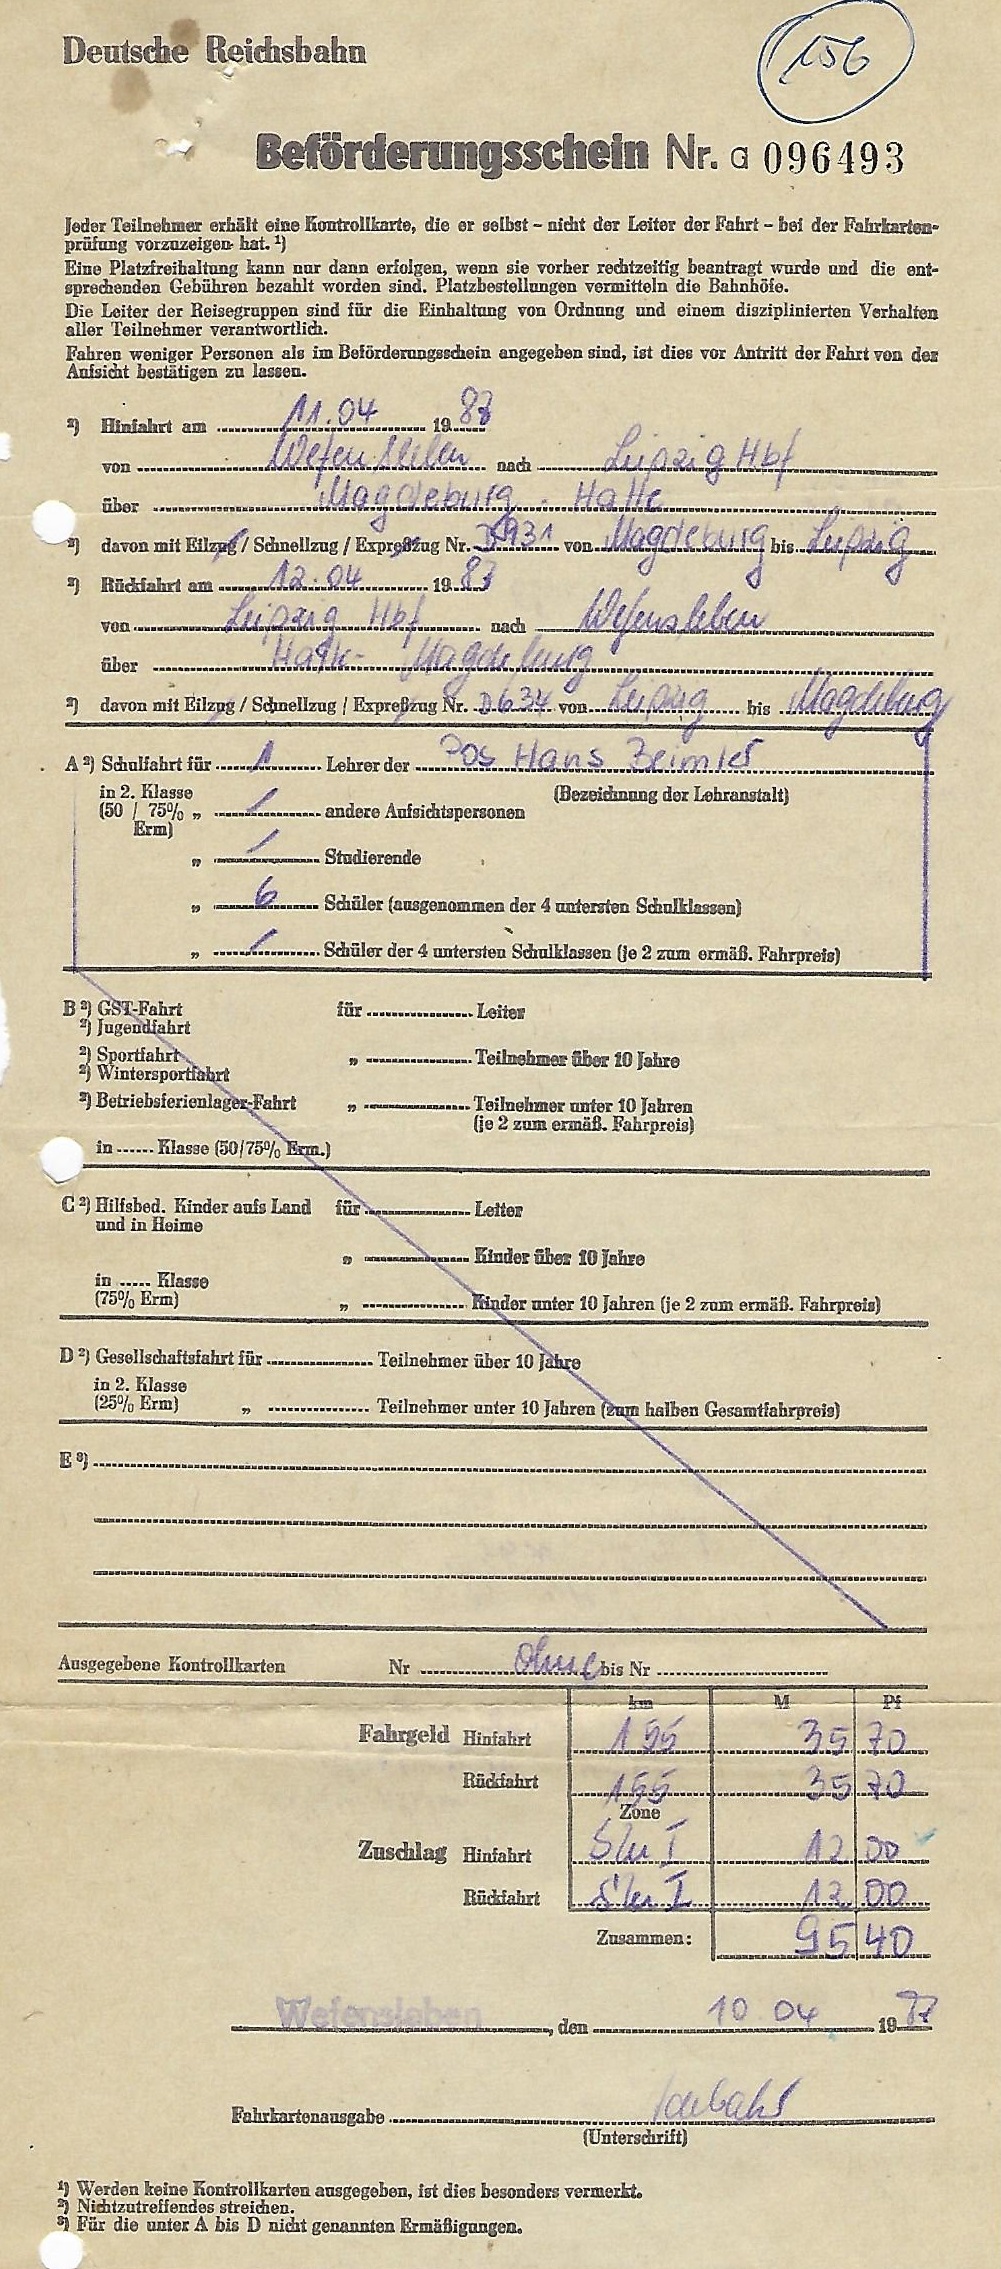 Deutsche Reichsbahn
156
Beförderungsschein Nr. G 096493
Jeder Teilnehmer erhält eine Kontrollkarte, die er selbst – nicht der Leiter der Fahrt – bei der Fahrkarten-
prüfung vorzuzeigen hat. ¹)
Eine Platzfreihaltung kann nur dann erfolgen, wenn sie vorher rechtzeitig beantragt wurde und die ent-
sprechenden Gebühren bezahlt worden sind. Platzbestellungen vermitteln die Bahnhöfe.
Die Leiter der Reisegruppen sind für die Einhaltung von Ordnung und einem disziplinierten Verhalten
aller Teilnehmer verantwortlich.
Fahren weniger Personen als im Beförderungsschein angegeben sind, ist dies vor Antritt der Fahrt von der
Aufsicht bestätigen zu lassen.
²) Hinfahrt am 11.04 1987
von Wefensleben nach Leipzig Hbf
über Magdeburg - Halle
²) davon mit Eilzug / Schnellzug / Expreßzug Nr. D 931 von Magdeburg bis Leipzig
²) Rückfahrt am 12.04 1987
von Leipzig Hbf nach Wefensleben
über Halle - Magdeburg
²) davon mit Eilzug / Schnellzug / Expreßzug Nr. D 634 von Leipzig bis Magdeburg
A ²) Schulfahrt für 1 Lehrer der POS Hans Beimler
in 2. Klasse (Bezeichnung der Lehranstalt)
(50 / 75% „ / andere Aufsichtspersonen
Erm)
„ / Studierende
„ 6 Schüler (ausgenommen der 4 untersten Schulklassen)
„ / Schüler der 4 untersten Schulklassen (je 2 zum ermäß. Fahrpreis)
B ²) GST-Fahrt für Leiter
²) Jugendfahrt
²) Sportfahrt „ Teilnehmer über 10 Jahre
²) Wintersportfahrt
²) Betriebsferienlager-Fahrt „ Teilnehmer unter 10 Jahren
(je 2 zum ermäß. Fahrpreis)
in ...... Klasse (50/75% Erm.)
C ²) Hilfsbed. Kinder aufs Land für Leiter
und in Heime
„ Kinder über 10 Jahre
in ..... Klasse
(75% Erm) „ Kinder unter 10 Jahren (je 2 zum ermäß. Fahrpreis)
D ²) Gesellschaftsfahrt für Teilnehmer über 10 Jahre
in 2. Klasse
(25% Erm) „ Teilnehmer unter 10 Jahren (zum halben Gesamtfahrpreis)
E ³)
Ausgegebene Kontrollkarten Nr ohne bis Nr
km M Pf
Fahrgeld Hinfahrt 155 35 70
Rückfahrt 155 35 70
Zone
Zuschlag Hinfahrt I 12 00
Rückfahrt I 12 00
Zusammen: 95 40
Wefensleben, den 10.04 1987
Fahrkartenausgabe
(Unterschrift)
¹) Werden keine Kontrollkarten ausgegeben, ist dies besonders vermerkt.
²) Nichtzutreffendes streichen.
³) Für die unter A bis D nicht genannten Ermäßigungen.